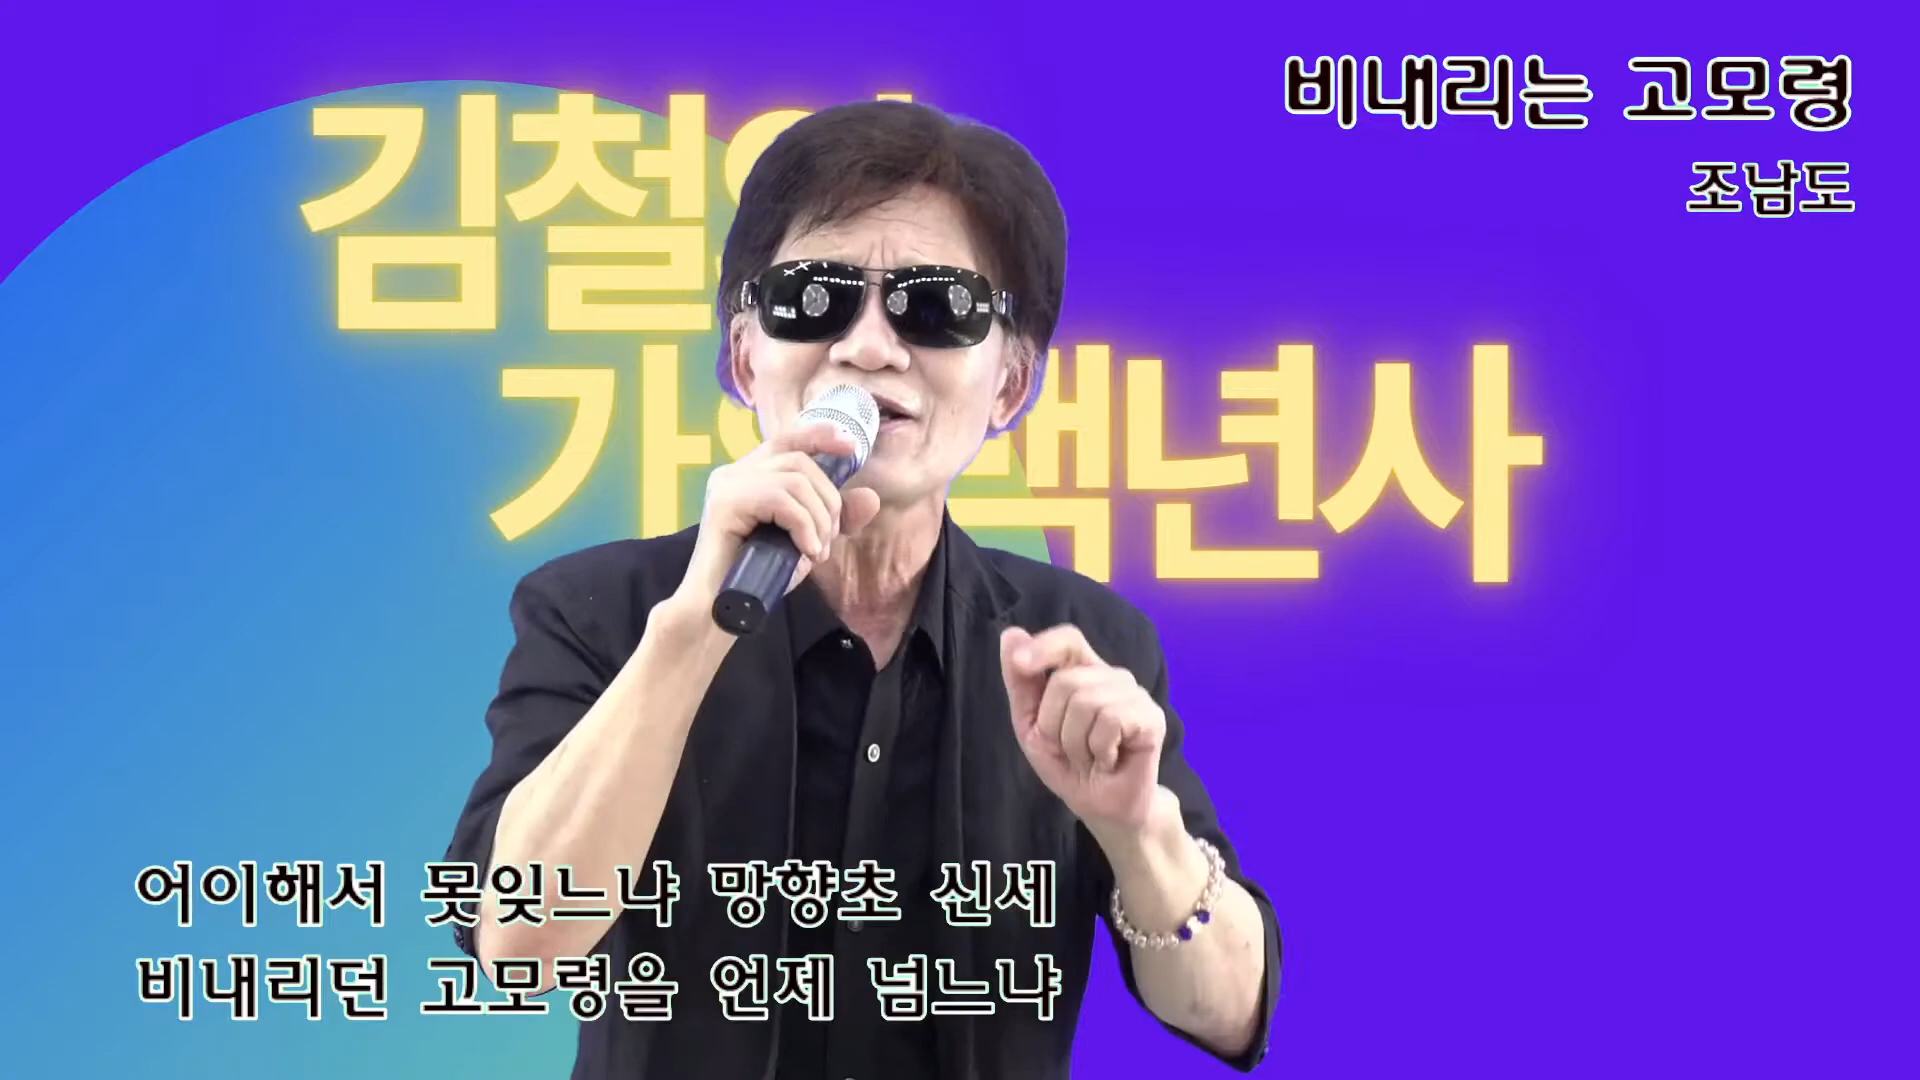 비내리는 고모령
조남도
김철
가 백년사
어이해서 못잊느냐 망향초 신세
비내리던 고모령을 언제 넘느냐